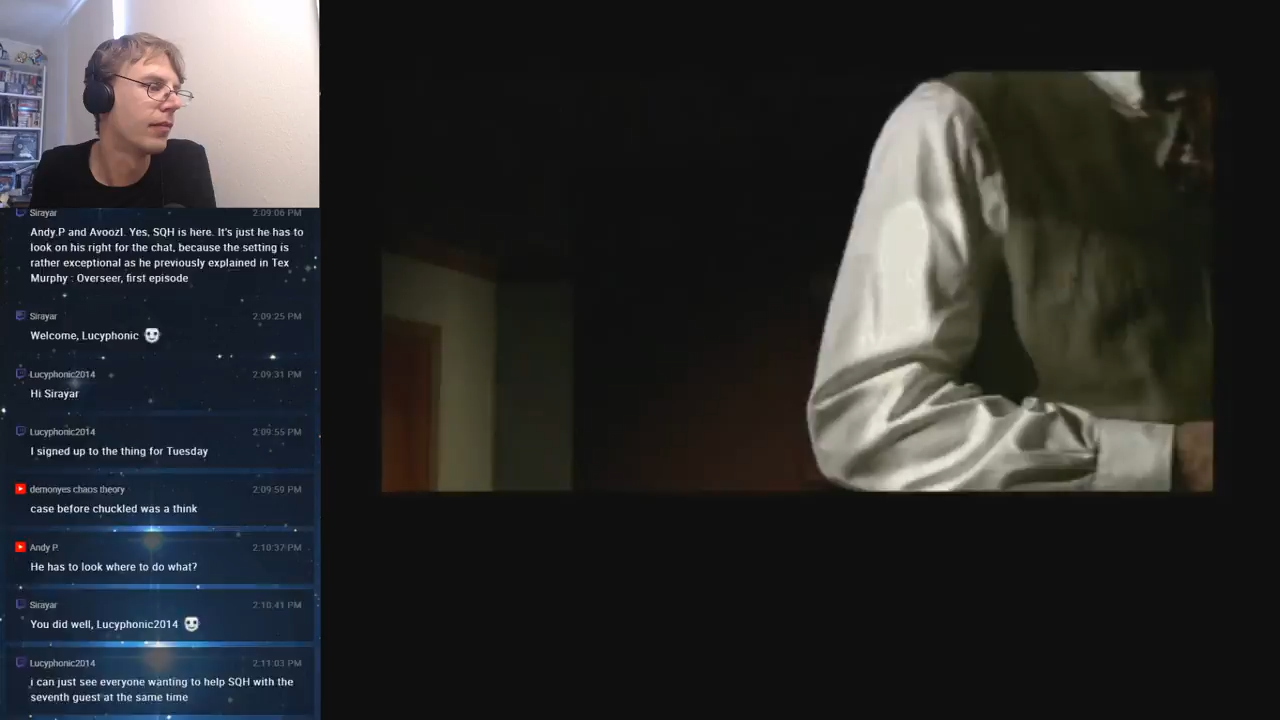 Sirayar 2:09:06 PM
Andy P and Avoozl. Yes, SQH is here. It's just he has to
look on his right for the chat, because the setting is
rather exceptional as he previously explained in Tex
Murphy : Overseer, first episode
Sirayar 2:09:25 PM
Welcome, Lucyphonic
Lucyphonic2014 2:09:31 PM
Hi Sirayar
Lucyphonic2014 2:09:55 PM
I signed up to the thing for Tuesday
demonyes chaos theory 2:09:59 PM
case before chuckled was a think
Andy P. 2:10:37 PM
He has to look where to do what?
Sirayar 2:10:41 PM
You did well, Lucyphonic2014
Lucyphonic2014 2:11:03 PM
i can just see everyone wanting to help SQH with the
seventh guest at the same time